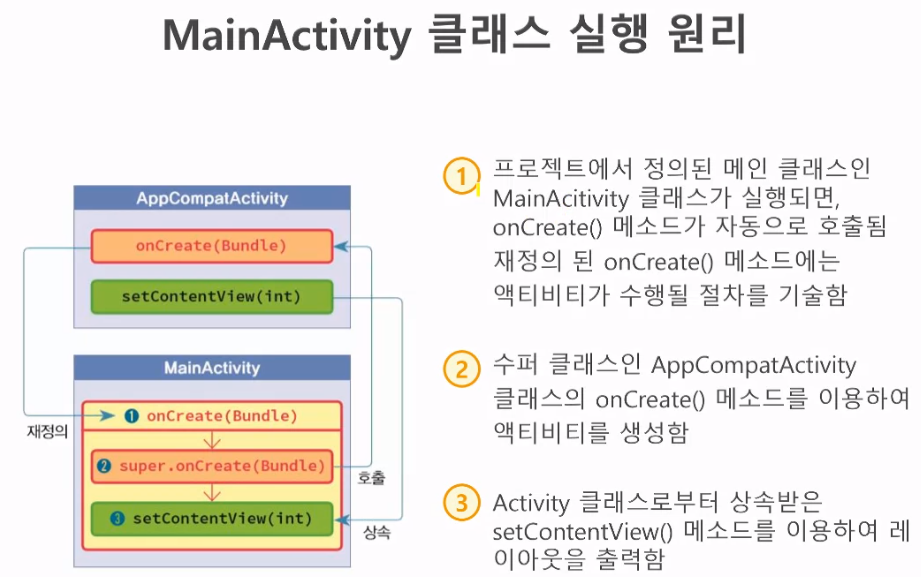 MainActivity 클래스 실행 원리
AppCompatActivity
onCreate(Bundle)
setContentView(int)
MainActivity
1 onCreate(Bundle)
재정의
2 super.onCreate(Bundle)
호출
3 setContentView(int)
상속
1 프로젝트에서 정의된 메인 클래스인
MainAcitivity 클래스가 실행되면,
onCreate() 메소드가 자동으로 호출됨
재정의 된 onCreate() 메소드에는
액티비티가 수행될 절차를 기술함
2 수퍼 클래스인 AppCompatActivity
클래스의 onCreate() 메소드를 이용하여
액티비티를 생성함
3 Activity 클래스로부터 상속받은
setContentView() 메소드를 이용하여 레
이아웃을 출력함